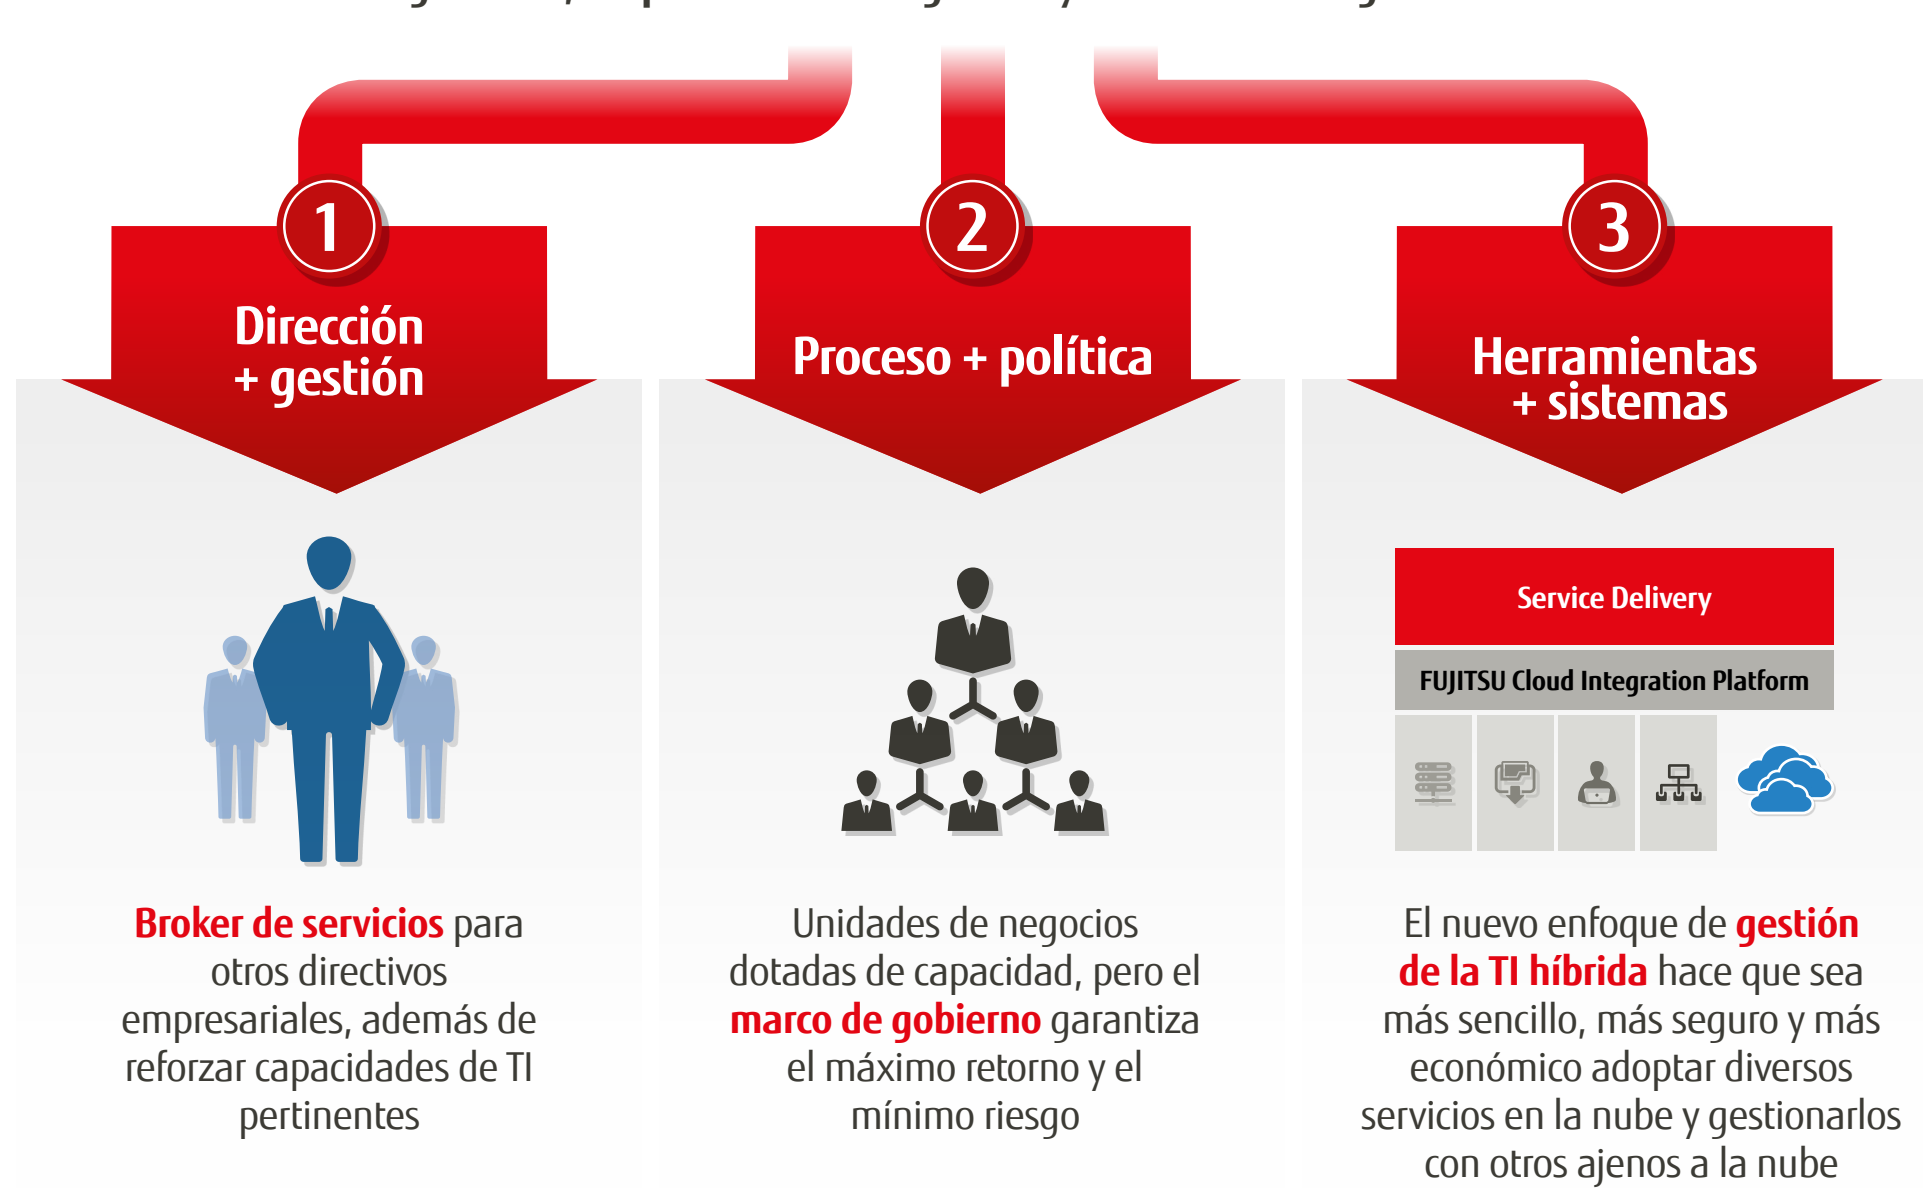 1
Dirección
+ gestión
Broker de servicios para
otros directivos
empresariales, además de
reforzar capacidades de TI
pertinentes
2
Proceso + política
Unidades de negocios
dotadas de capacidad, pero el
marco de gobierno garantiza
el máximo retorno y el
mínimo riesgo
3
Herramientas
+ sistemas
Service Delivery
FUJITSU Cloud Integration Platform
El nuevo enfoque de gestión
de la TI híbrida hace que sea
más sencillo, más seguro y más
económico adoptar diversos
servicios en la nube y gestionarlos
con otros ajenos a la nube